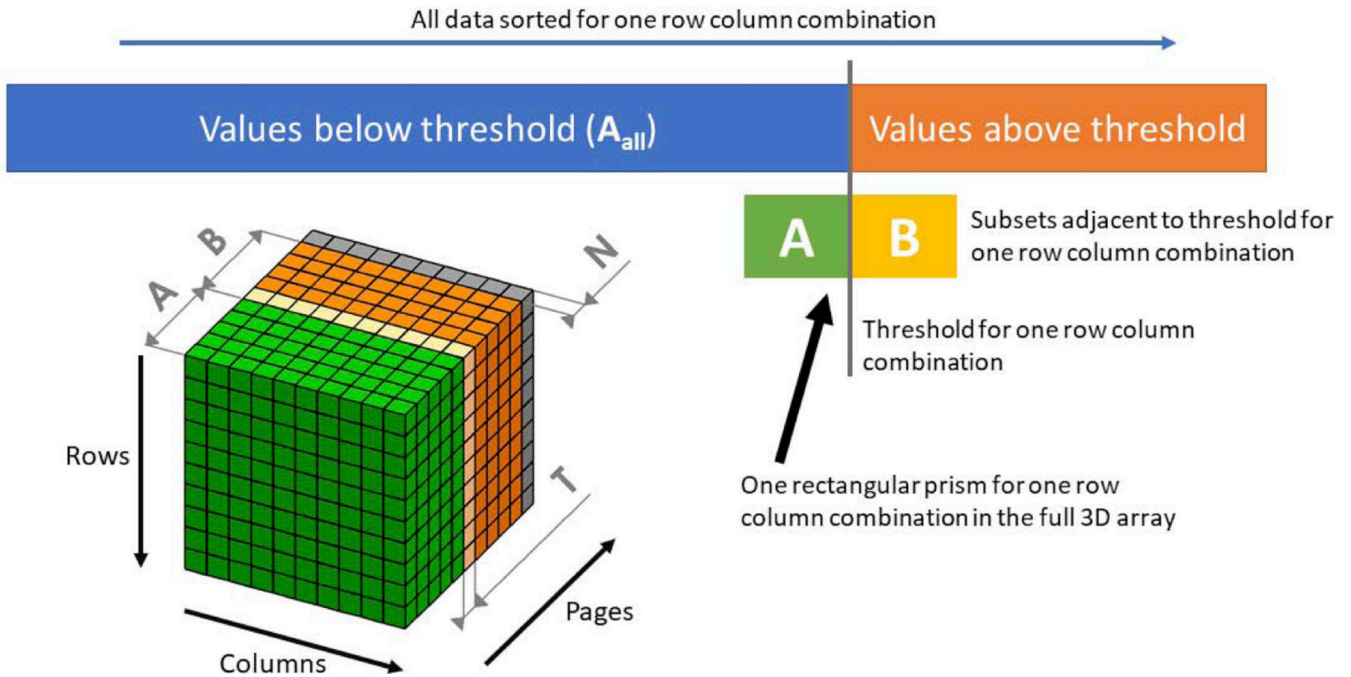 All data sorted for one row column combination
Values below threshold (Aall)
Values above threshold
A
B
Subsets adjacent to threshold for
one row column combination
Threshold for one row column
combination
One rectangular prism for one row
column combination in the full 3D array
B
A
N
T
Rows
Columns
Pages